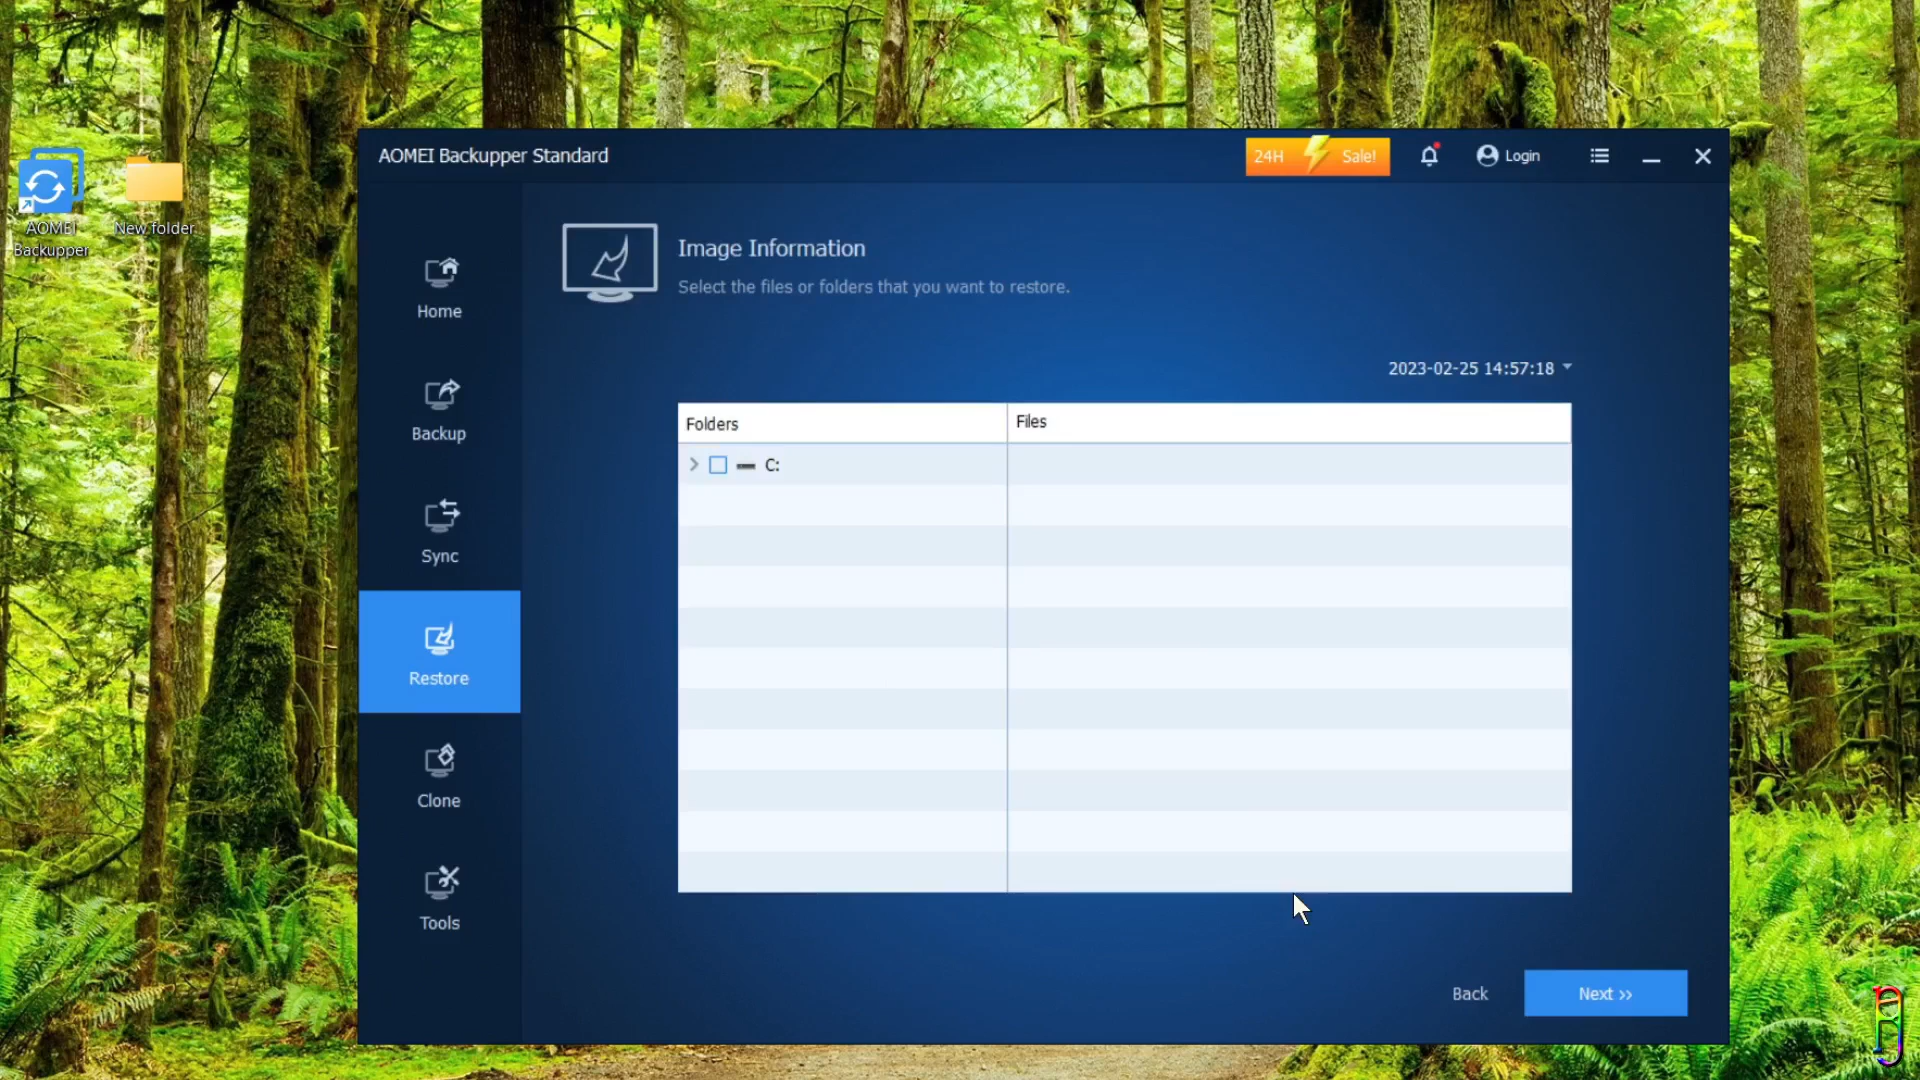 AOMEI Backupper Standard
24H Sale!
Login
AOMEI
Backupper
New folder
Home
Backup
Sync
Restore
Clone
Tools
Image Information
Select the files or folders that you want to restore.
2023-02-25 14:57:18
Folders
Files
C:
Back
Next >>